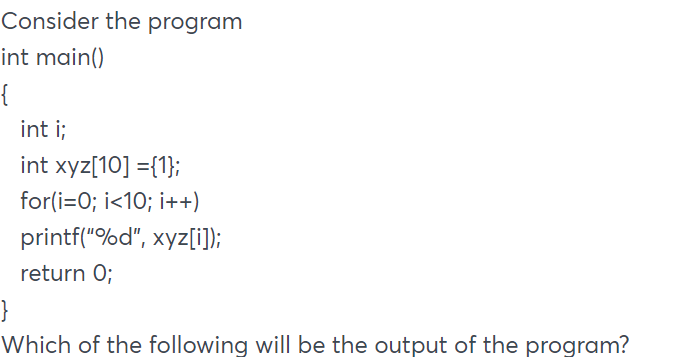 Consider the program
int main()
{
int i;
int xyz[10] ={1};
for(i=0; i<10; i++)
printf(“%d”, xyz[i]);
return 0;
}
Which of the following will be the output of the program?